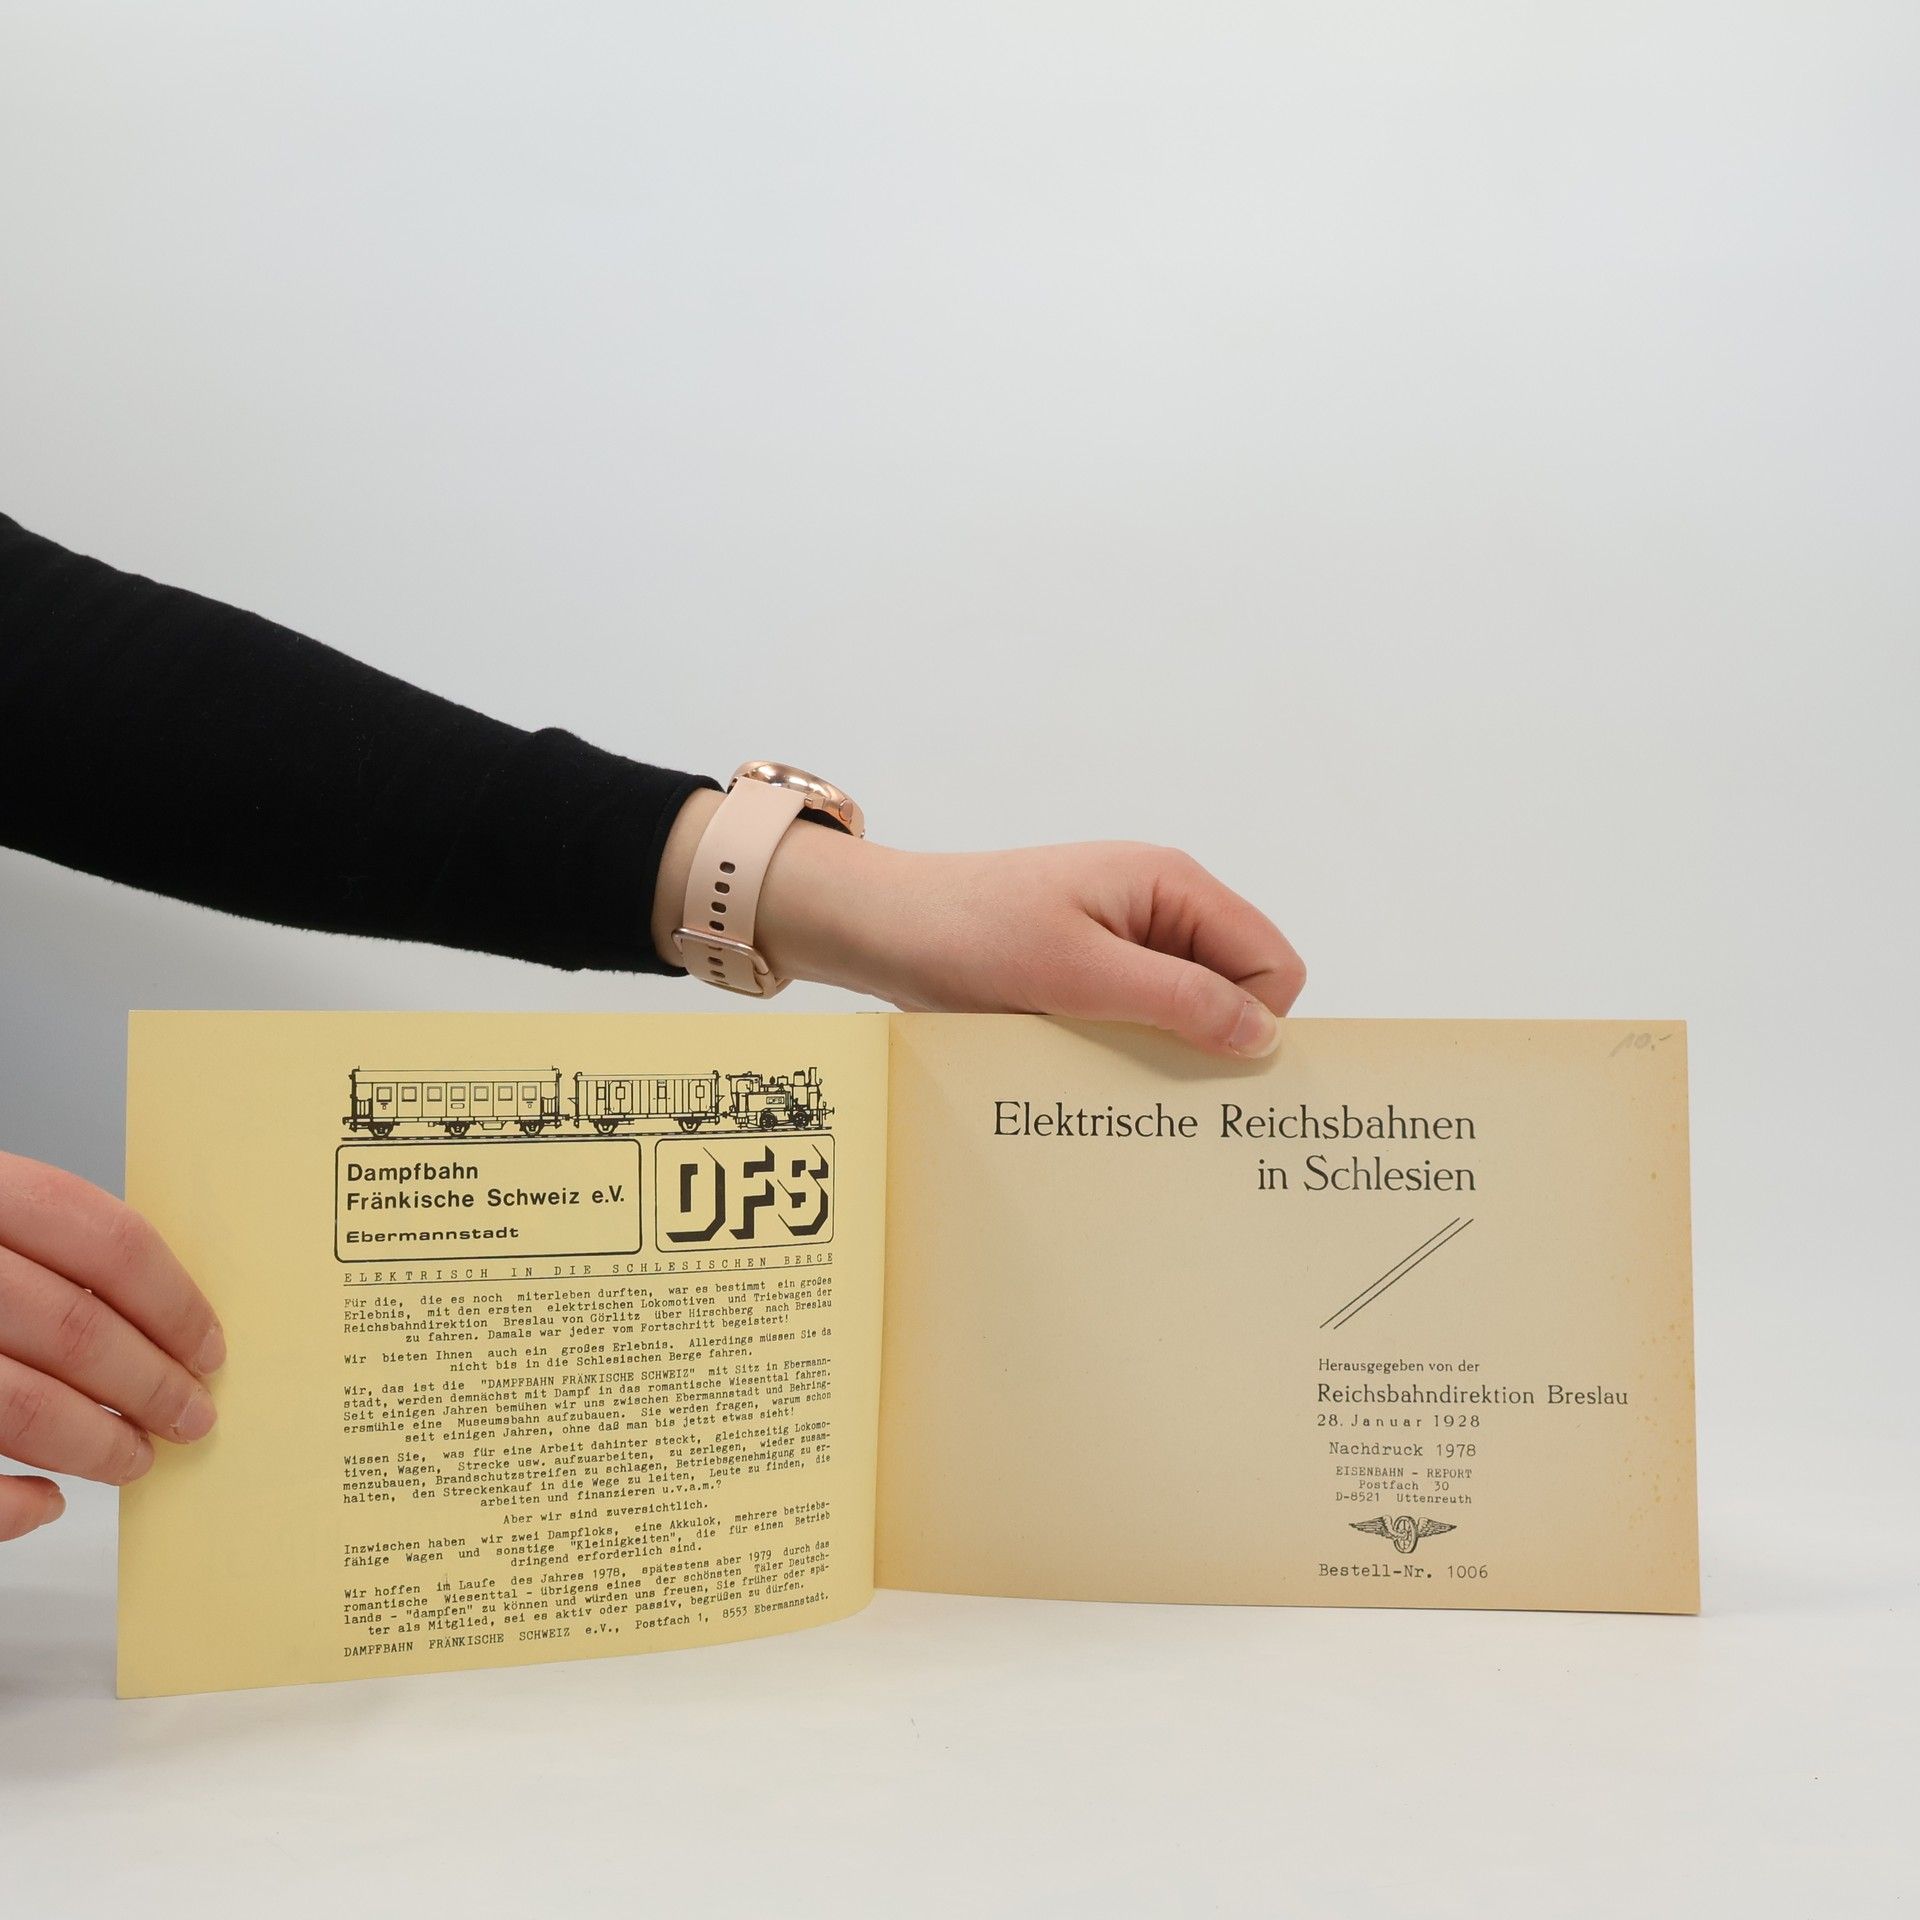 DFS
Dampfbahn
Fränkische Schweiz e.V.
Ebermannstadt
DFS
ELEKTRISCH IN DIE SCHLESISCHEN BERGE
Für die, die es noch miterleben durften, war es bestimmt ein großes
Erlebnis, mit den ersten elektrischen Lokomotiven und Triebwagen der
Reichsbahndirektion Breslau von Görlitz über Hirschberg nach Breslau
zu fahren. Damals war jeder vom Fortschritt begeistert!
Wir bieten Ihnen auch ein großes Erlebnis. Allerdings müssen Sie da
nicht bis in die Schlesischen Berge fahren.
Wir, das ist die "DAMPFBAHN FRÄNKISCHE SCHWEIZ" mit Sitz in Ebermann-
stadt, werden demnächst mit Dampf in das romantische Wiesenttal fahren.
Seit einigen Jahren bemühen wir uns zwischen Ebermannstadt und Behring-
ersmühle eine Museumsbahn aufzubauen. Sie werden fragen, warum schon
seit einigen Jahren, ohne daß man bis jetzt etwas sieht!
Wissen Sie, was für eine Arbeit dahinter steckt, gleichzeitig Lokomo-
tiven, Wagen, Strecke usw. aufzuarbeiten, zu zerlegen, wieder zusam-
menzubauen, Brandschutzstreifen zu schlagen, Betriebsgenehmigung zu er-
halten, den Streckenkauf in die Wege zu leiten, Leute zu finden, die
arbeiten und finanzieren u.v.a.m.?
Aber wir sind zuversichtlich.
Inzwischen haben wir zwei Dampfloks, eine Akkulok, mehrere betriebs-
fähige Wagen und sonstige "Kleinigkeiten", die für einen Betrieb
dringend erforderlich sind.
Wir hoffen im Laufe des Jahres 1978, spätestens aber 1979 durch das
romantische Wiesenttal - übrigens eines der schönsten Täler Deutsch-
lands - "dampfen" zu können und würden uns freuen, Sie früher oder spä-
ter als Mitglied, sei es aktiv oder passiv, begrüßen zu dürfen.
DAMPFBAHN FRÄNKISCHE SCHWEIZ e.V., Postfach 1, 8553 Ebermannstadt.
10.-
Elektrische Reichsbahnen
in Schlesien
Herausgegeben von der
Reichsbahndirektion Breslau
28. Januar 1928
Nachdruck 1978
EISENBAHN - REPORT
Postfach 30
D-8521 Uttenreuth
Bestell-Nr. 1006